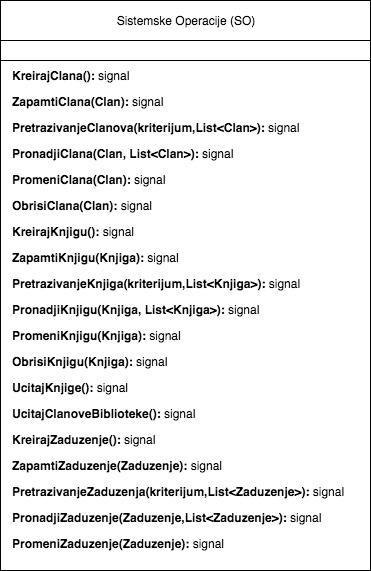 Sistemske Operacije (SO)
KreirajClana(): signal
ZapamtiClana(Clan): signal
PretrazivanjeClanova(kriterijum,List<Clan>): signal
PronadjiClana(Clan, List<Clan>): signal
PromeniClana(Clan): signal
ObrisiClana(Clan): signal
KreirajKnjigu(): signal
ZapamtiKnjigu(Knjiga): signal
PretrazivanjeKnjiga(kriterijum,List<Knjiga>): signal
PronadjiKnjigu(Knjiga, List<Knjiga>): signal
PromeniKnjigu(Knjiga): signal
ObrisiKnjigu(Knjiga): signal
UcitajKnjige(): signal
UcitajClanoveBiblioteke(): signal
KreirajZaduzenje(): signal
ZapamtiZaduzenje(Zaduzenje): signal
PretrazivanjeZaduzenja(kriterijum,List<Zaduzenje>): signal
PronadjiZaduzenje(Zaduzenje,List<Zaduzenje>): signal
PromeniZaduzenje(Zaduzenje): signal